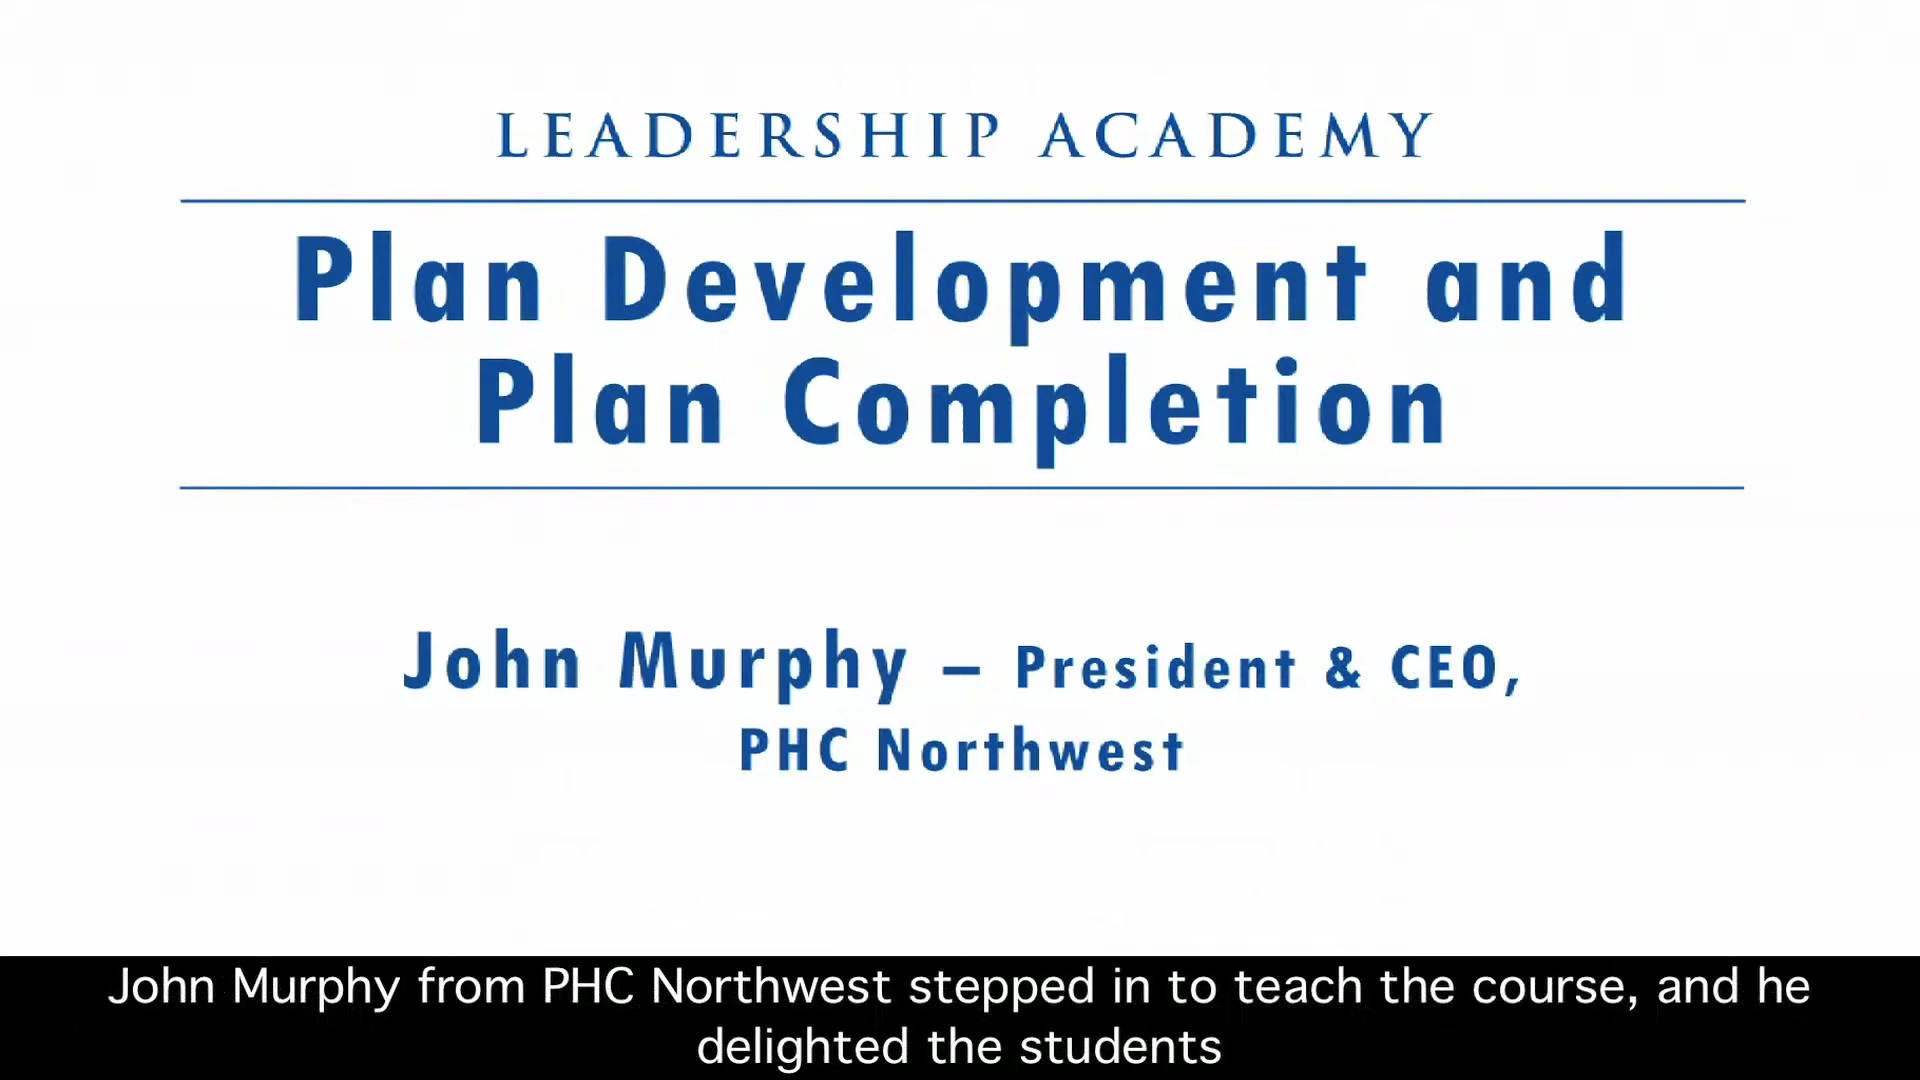 LEADERSHIP ACADEMY
Plan Development and
Plan Completion
John Murphy – President & CEO,
PHC Northwest
John Murphy from PHC Northwest stepped in to teach the course, and he
delighted the students